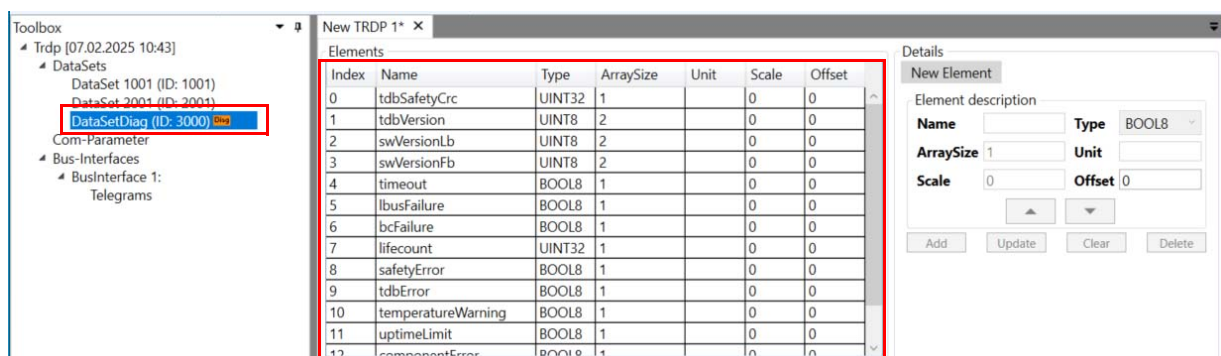 Toolbox
Trdp [07.02.2025 10:43]
DataSets
DataSet 1001 (ID: 1001)
DataSet 2001 (ID: 2001)
DataSetDiag (ID: 3000) Diag
Com-Parameter
Bus-Interfaces
BusInterface 1:
Telegrams
New TRDP 1* X
Elements
Index Name Type ArraySize Unit Scale Offset
0 tdbSafetyCrc UINT32 1 0 0
1 tdbVersion UINT8 2 0 0
2 swVersionLb UINT8 2 0 0
3 swVersionFb UINT8 2 0 0
4 timeout BOOL8 1 0 0
5 lbusFailure BOOL8 1 0 0
6 bcFailure BOOL8 1 0 0
7 lifecount UINT32 1 0 0
8 safetyError BOOL8 1 0 0
9 tdbError BOOL8 1 0 0
10 temperatureWarning BOOL8 1 0 0
11 uptimeLimit BOOL8 1 0 0
12 componentError BOOL8 1 0 0
Details
New Element
Element description
Name Type BOOL8
ArraySize 1 Unit
Scale 0 Offset 0
Add Update Clear Delete